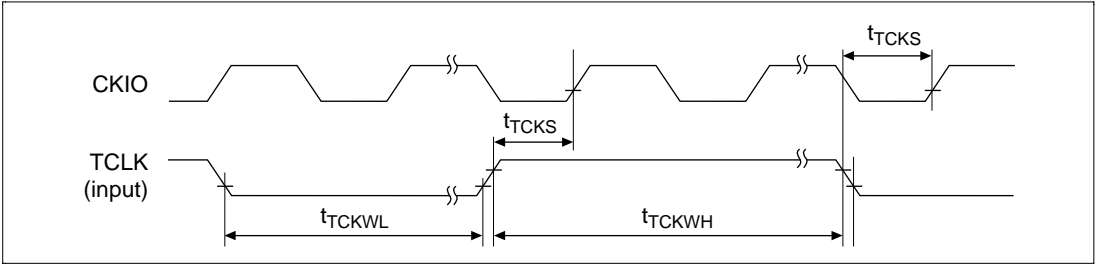 tTCKS
CKIO
tTCKS
TCLK
(input)
tTCKWL
tTCKWH